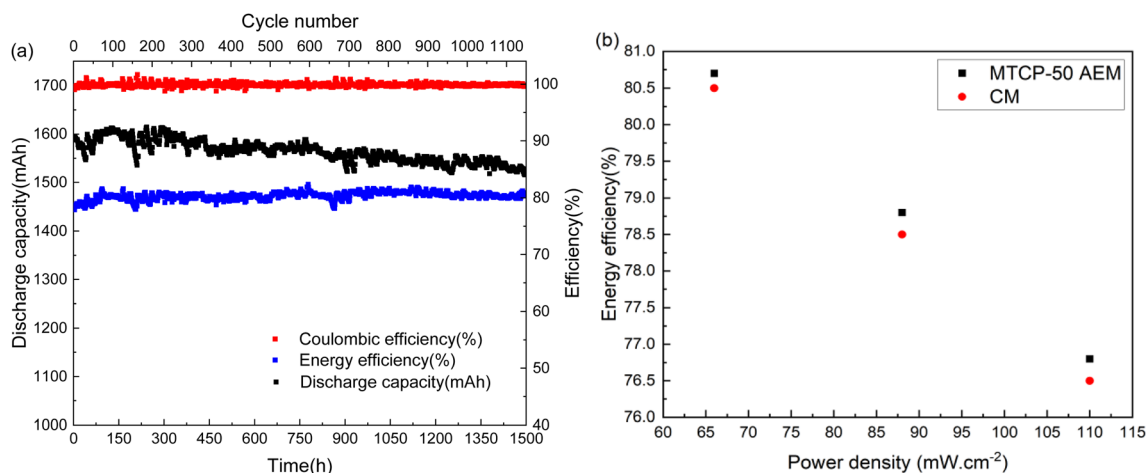 Cycle number
(a)
0 100 200 300 400 500 600 700 800 900 1000 1100
1700
1600
1500
1400
1300
1200
1100
1000
Discharge capacity(mAh)
100
90
80
70
60
50
40
Efficiency(%)
Coulombic efficiency(%)
Energy efficiency(%)
Discharge capacity(mAh)
0 150 300 450 600 750 900 1050 1200 1350 1500
Time(h)
(b)
81.0
80.5
80.0
79.5
79.0
78.5
78.0
77.5
77.0
76.5
76.0
Energy efficiency(%)
MTCP-50 AEM
CM
60 65 70 75 80 85 90 95 100 105 110 115
Power density (mW.cm⁻²)